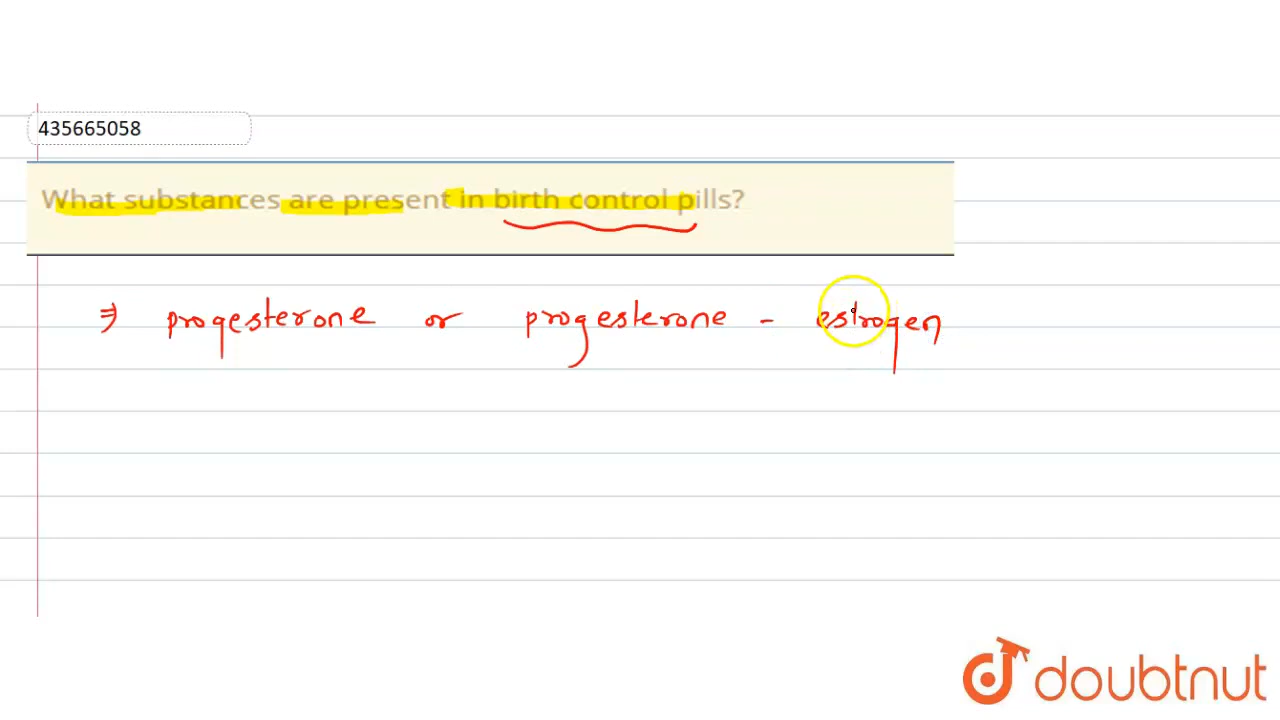 435665058
What substances are present in birth control pills?
⇒ progesterone or progesterone - estrogen
doubtnut